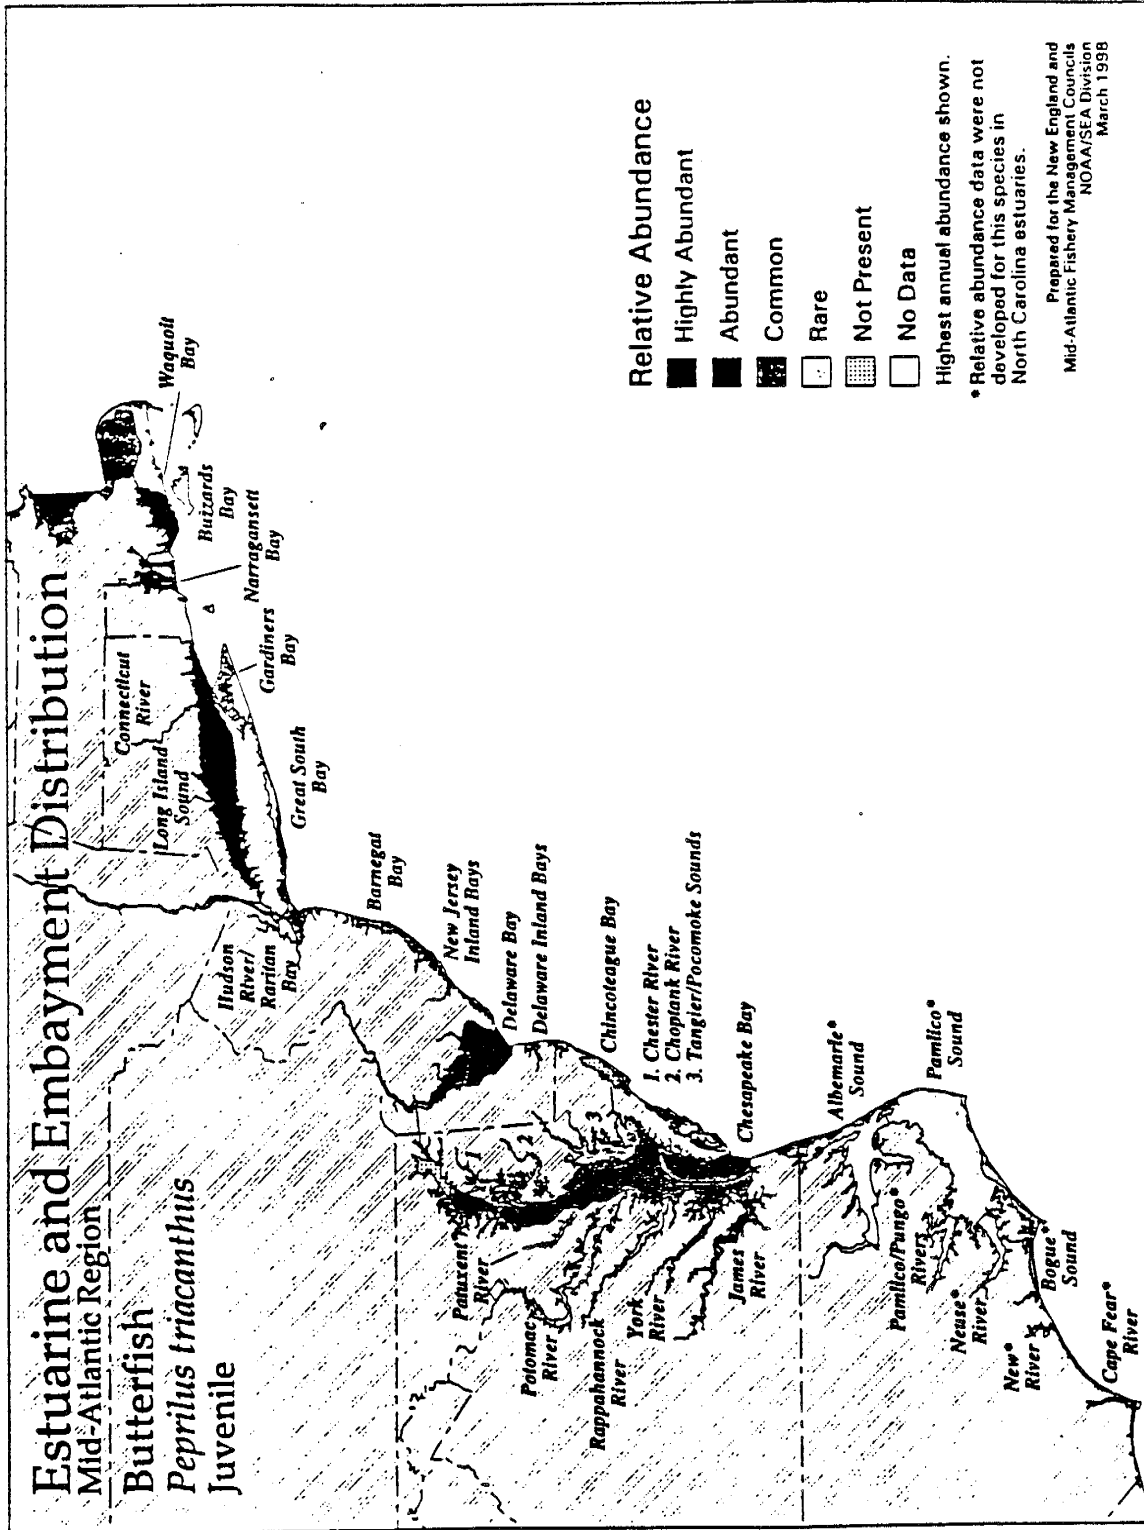 Estuarine and Embayment Distribution
Mid-Atlantic Region
Butterfish
Peprilus triacanthus
Juvenile
Waquoit
Bay
Buzzards
Bay
Narragansett
Bay
Connecticut
River
Gardiners
Bay
Long Island
Sound
Great South
Bay
Hudson
River/
Raritan
Bay
Barnegat
Bay
New Jersey
Inland Bays
Delaware Bay
Delaware Inland Bays
Chincoteague Bay
1. Chester River
2. Choptank River
3. Tangier/Pocomoke Sounds
Chesapeake Bay
1
2
3
Patuxent
River
Potomac
River
Rappahannock
River
York
River
James
River
Albemarle*
Sound
Pamlico*
Sound
Pamlico/Pungo*
Rivers
Neuse*
River
New*
River
Bogue*
Sound
Cape Fear*
River
Relative Abundance
Highly Abundant
Abundant
Common
Rare
Not Present
No Data
Highest annual abundance shown.
* Relative abundance data were not
developed for this species in
North Carolina estuaries.
Prepared for the New England and
Mid-Atlantic Fishery Management Councils
NOAA/SEA Division
March 1998